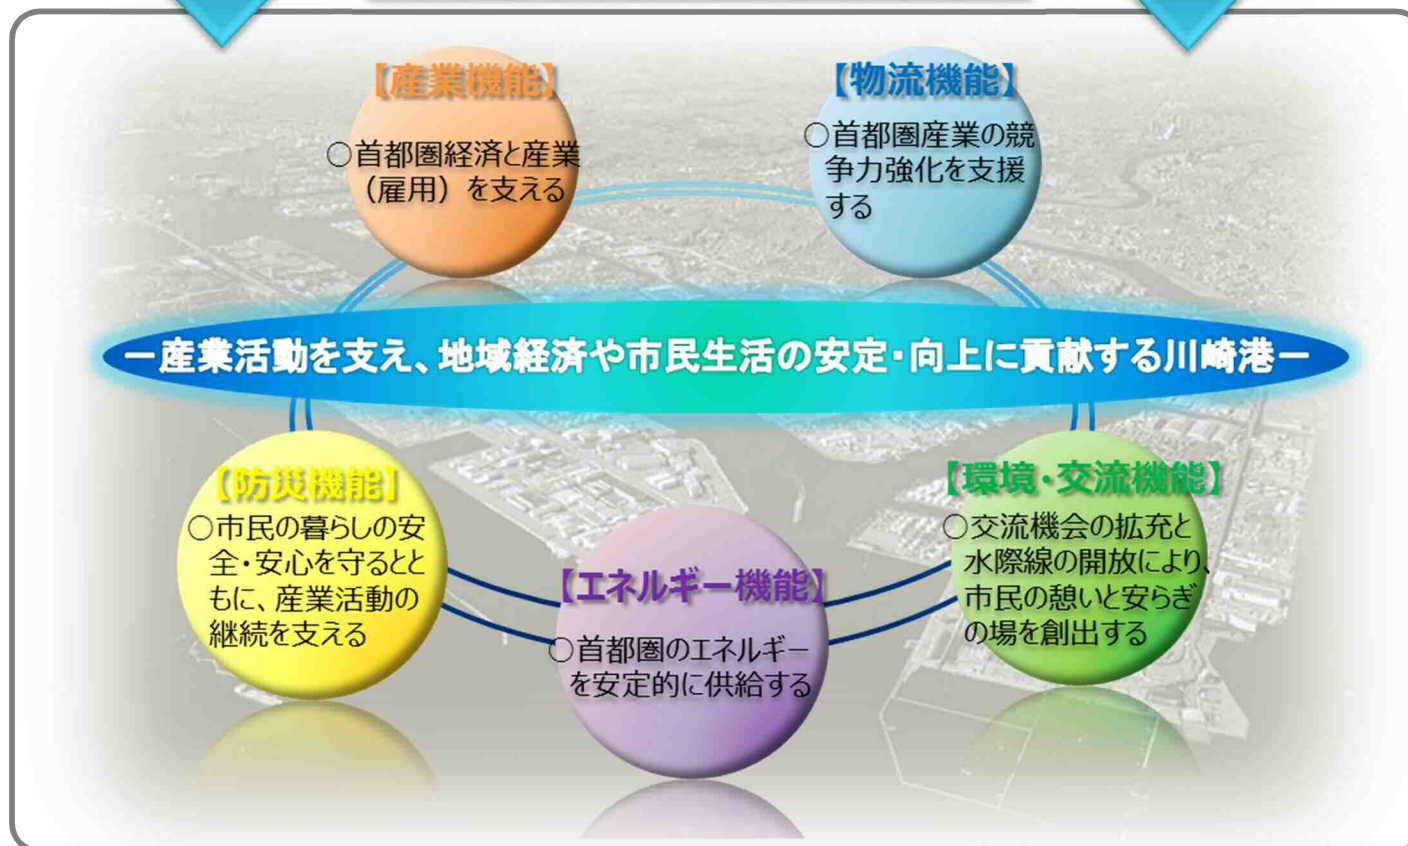 【産業機能】
○首都圏経済と産業
（雇用）を支える
【物流機能】
○首都圏産業の競
争力強化を支援
する
－産業活動を支え、地域経済や市民生活の安定・向上に貢献する川崎港－
【防災機能】
○市民の暮らしの安
全・安心を守るとと
もに、産業活動の
継続を支える
【エネルギー機能】
○首都圏のエネルギー
を安定的に供給する
【環境・交流機能】
○交流機会の拡充と
水際線の開放により、
市民の憩いと安らぎ
の場を創出する